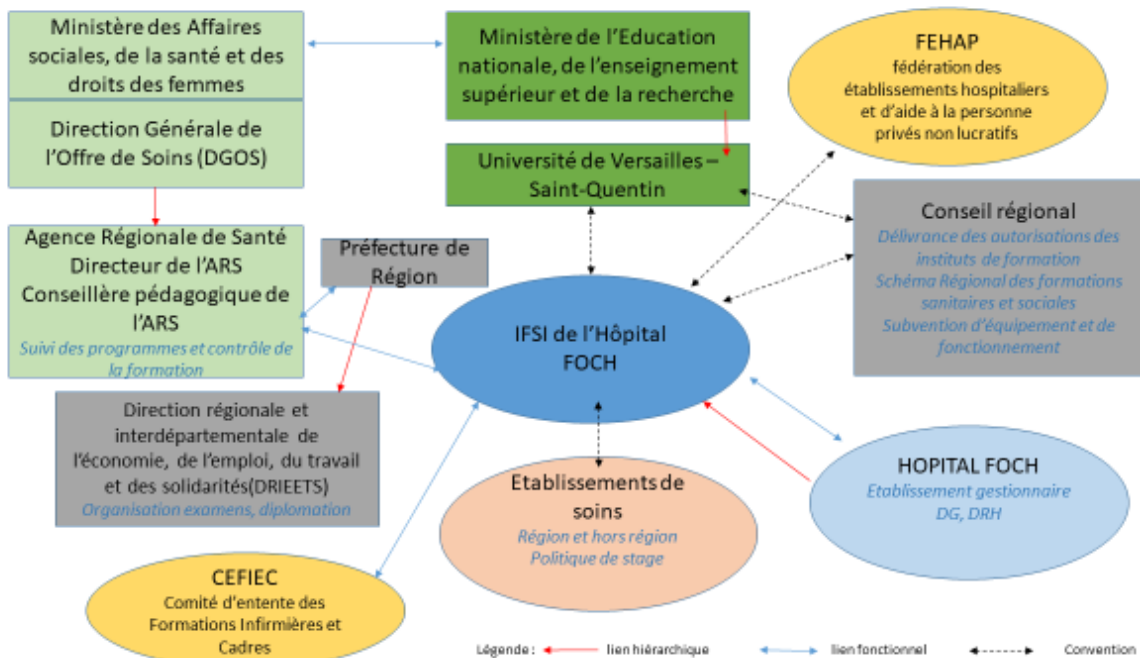 Ministère des Affaires
sociales, de la santé et des
droits des femmes
Direction Générale de
l'Offre de Soins (DGOS)
Ministère de l'Education
nationale, de l'enseignement
supérieur et de la recherche
Université de Versailles –
Saint-Quentin
FEHAP
fédération des
établissements hospitaliers
et d'aide à la personne
privés non lucratifs
Agence Régionale de Santé
Directeur de l'ARS
Conseillère pédagogique de
l'ARS
Suivi des programmes et contrôle de
la formation
Préfecture de
Région
Conseil régional
Délivrance des autorisations des
instituts de formation
Schéma Régional des formations
sanitaires et sociales
Subvention d'équipement et de
fonctionnement
IFSI de l'Hôpital
FOCH
Direction régionale et
interdépartementale de
l'économie, de l'emploi, du travail
et des solidarités(DRIEETS)
Organisation examens, diplomation
Etablissements de
soins
Région et hors région
Politique de stage
HOPITAL FOCH
Etablissement gestionnaire
DG, DRH
CEFIEC
Comité d'entente des
Formations Infirmières et
Cadres
Légende : lien hiérarchique lien fonctionnel Convention